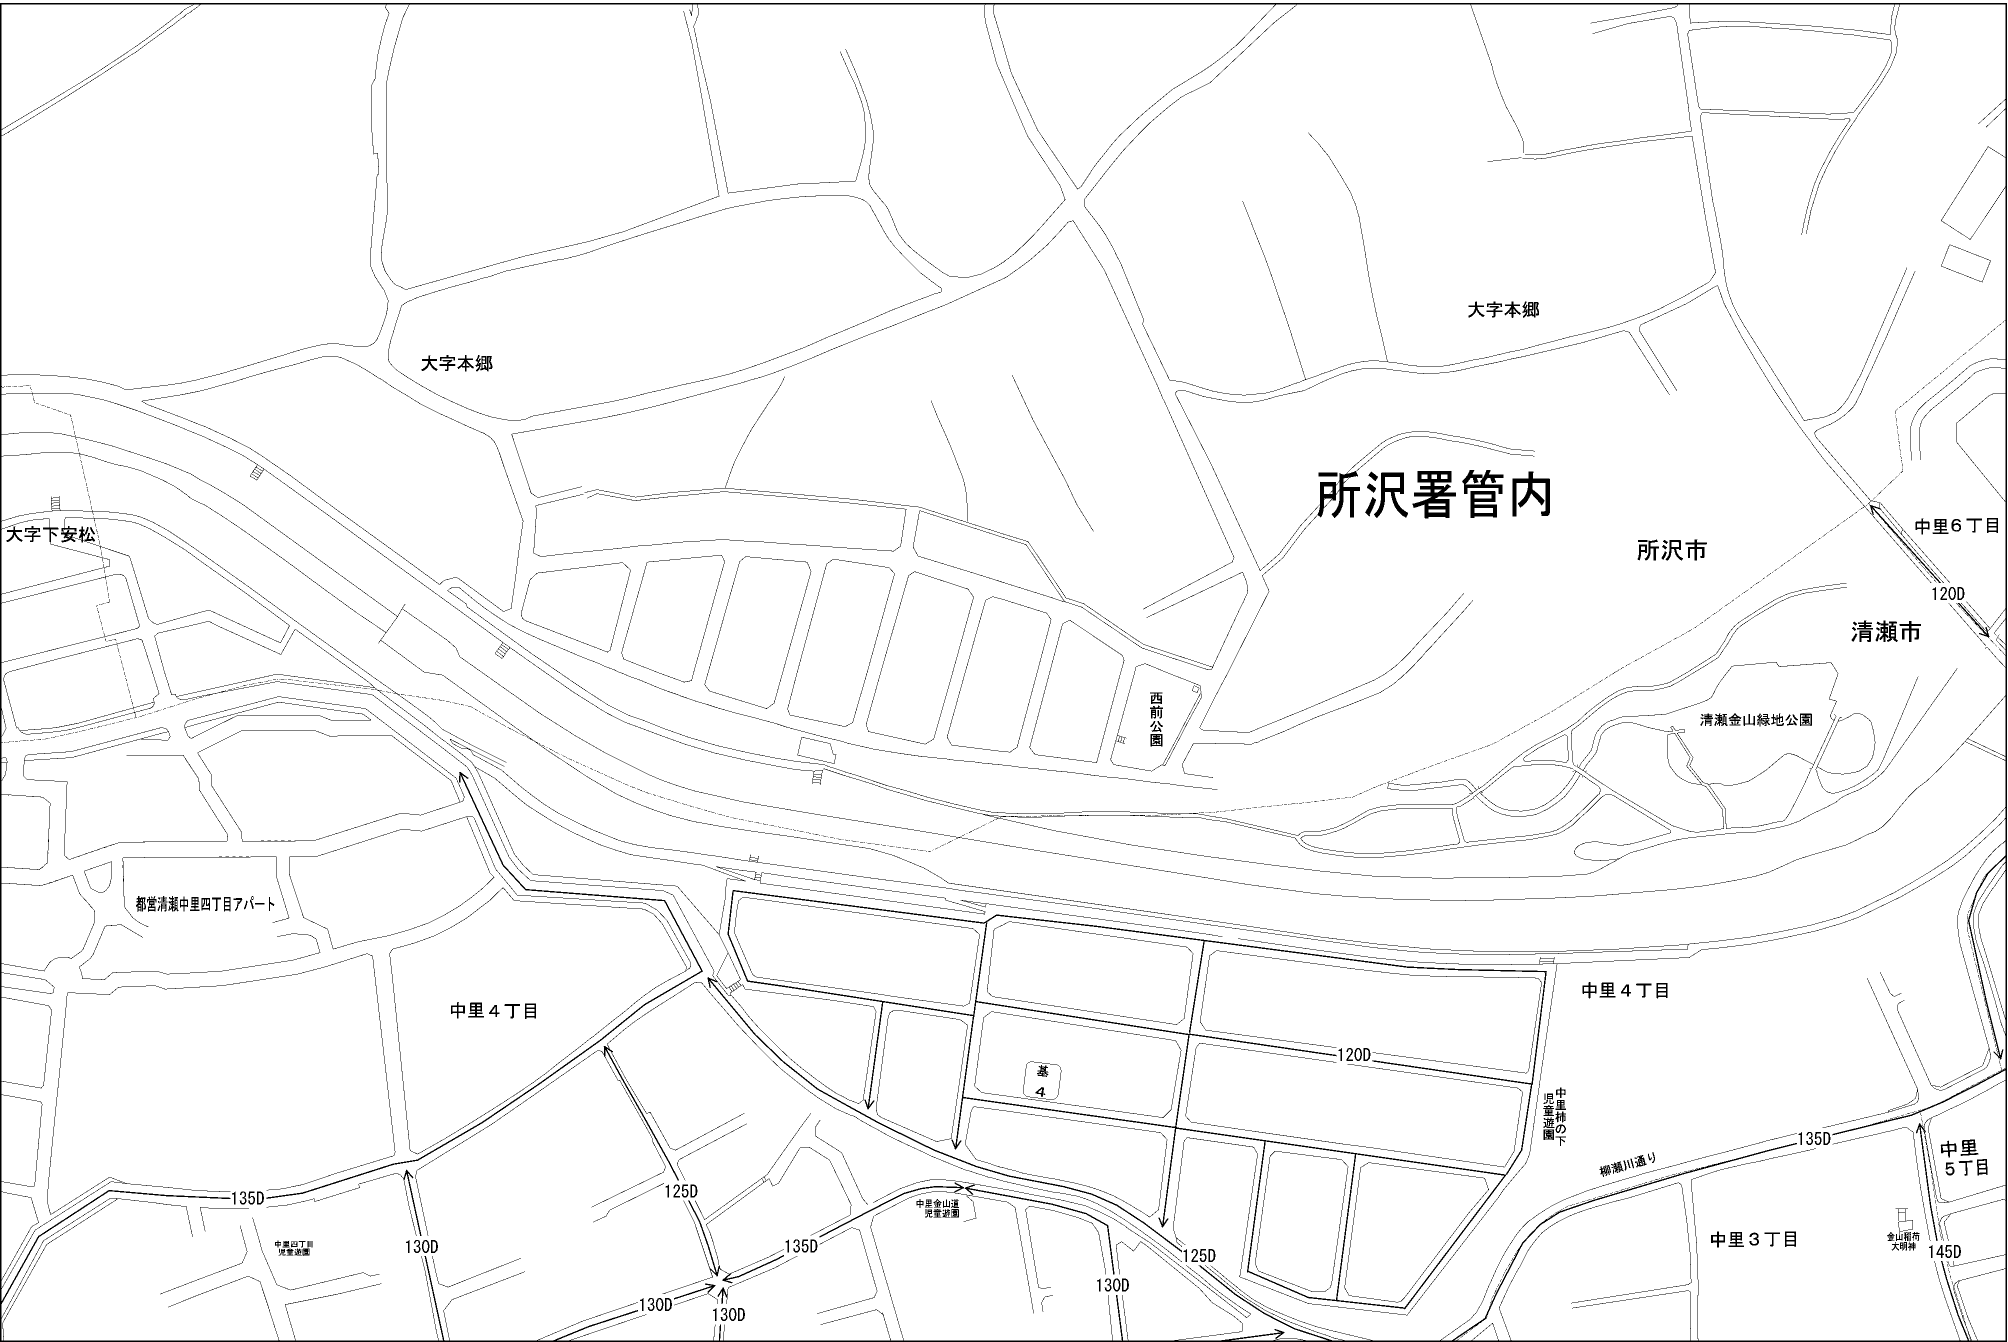 大字本郷
大字本郷
所沢署管内
大字下安松
所沢市
中里６丁目
120D
清瀬市
西前公園
清瀬金山緑地公園
都営清瀬中里四丁目アパート
中里４丁目
中里４丁目
120D
基
4
中里柿の下
児童遊園
135D
柳瀬川通り
中里
５丁目
125D
135D
中里金山道
児童遊園
中里四丁目
児童遊園
130D
135D
125D
中里３丁目
金山稲荷
大明神
145D
130D
130D
130D